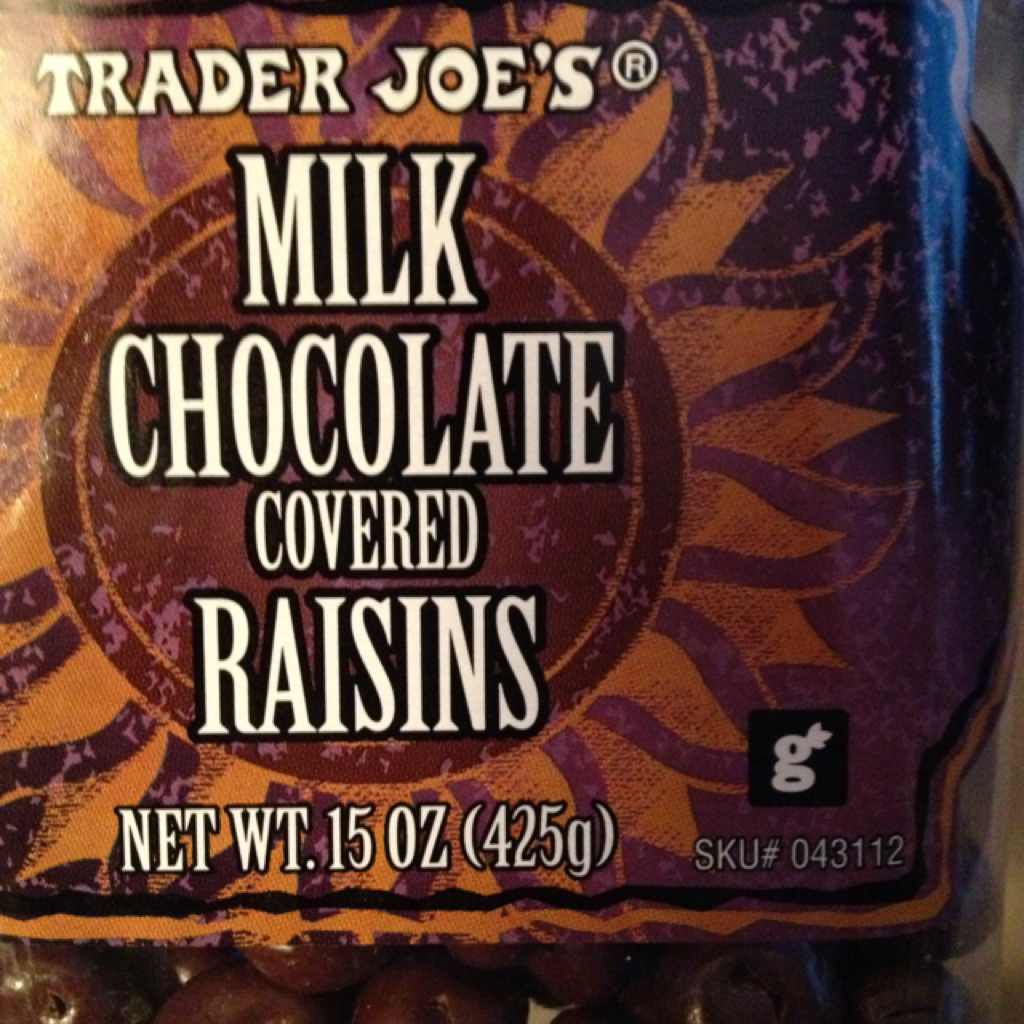 TRADER JOE'S®
MILK
CHOCOLATE
COVERED
RAISINS
g
NET WT. 15 OZ (425g)
SKU# 043112